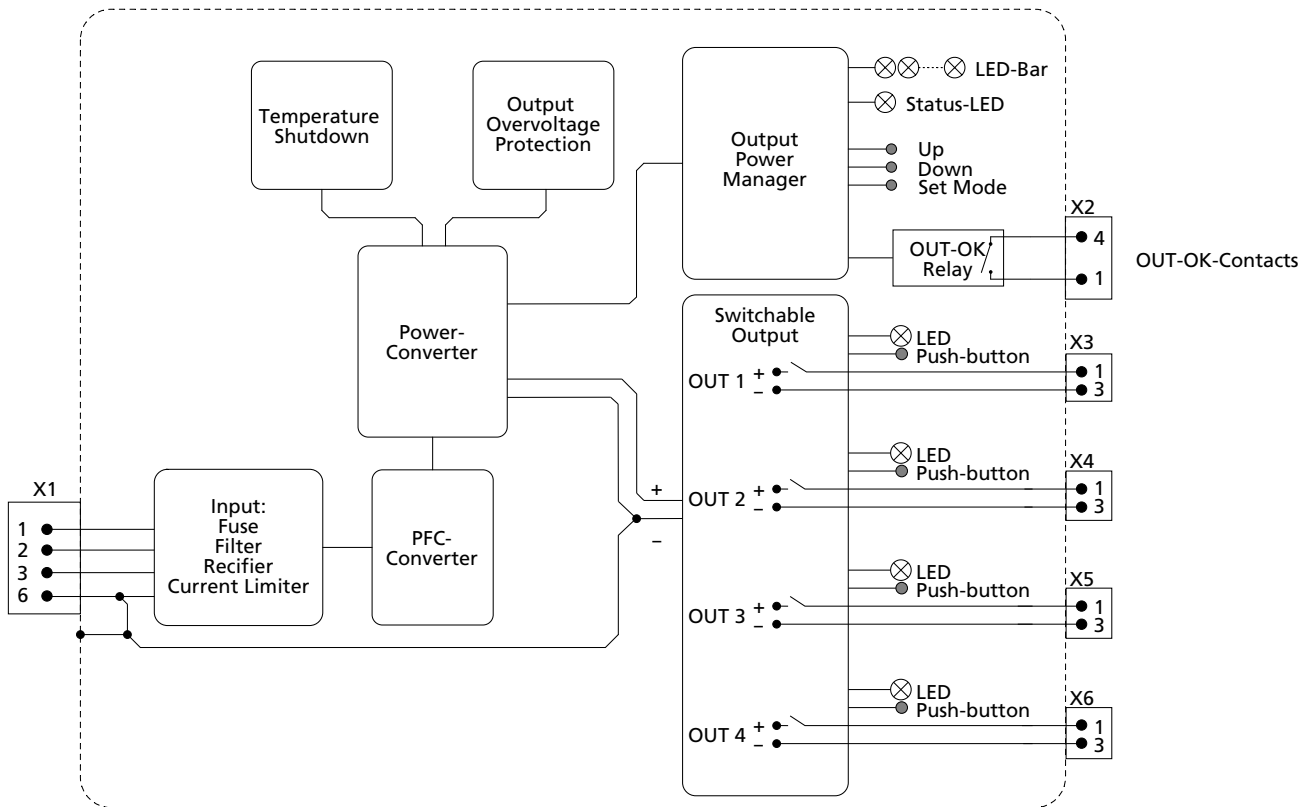 Temperature
Shutdown
Output
Overvoltage
Protection
Output
Power
Manager
LED-Bar
Status-LED
Up
Down
Set Mode
OUT-OK
Relay
X2
4
1
OUT-OK-Contacts
Power-
Converter
Switchable
Output
LED
Push-button
OUT 1
+
–
X3
1
3
LED
Push-button
OUT 2
+
–
X4
1
3
LED
Push-button
OUT 3
+
–
X5
1
3
LED
Push-button
OUT 4
+
–
X6
1
3
+
–
X1
1
2
3
6
Input:
Fuse
Filter
Rectifier
Current Limiter
PFC-
Converter